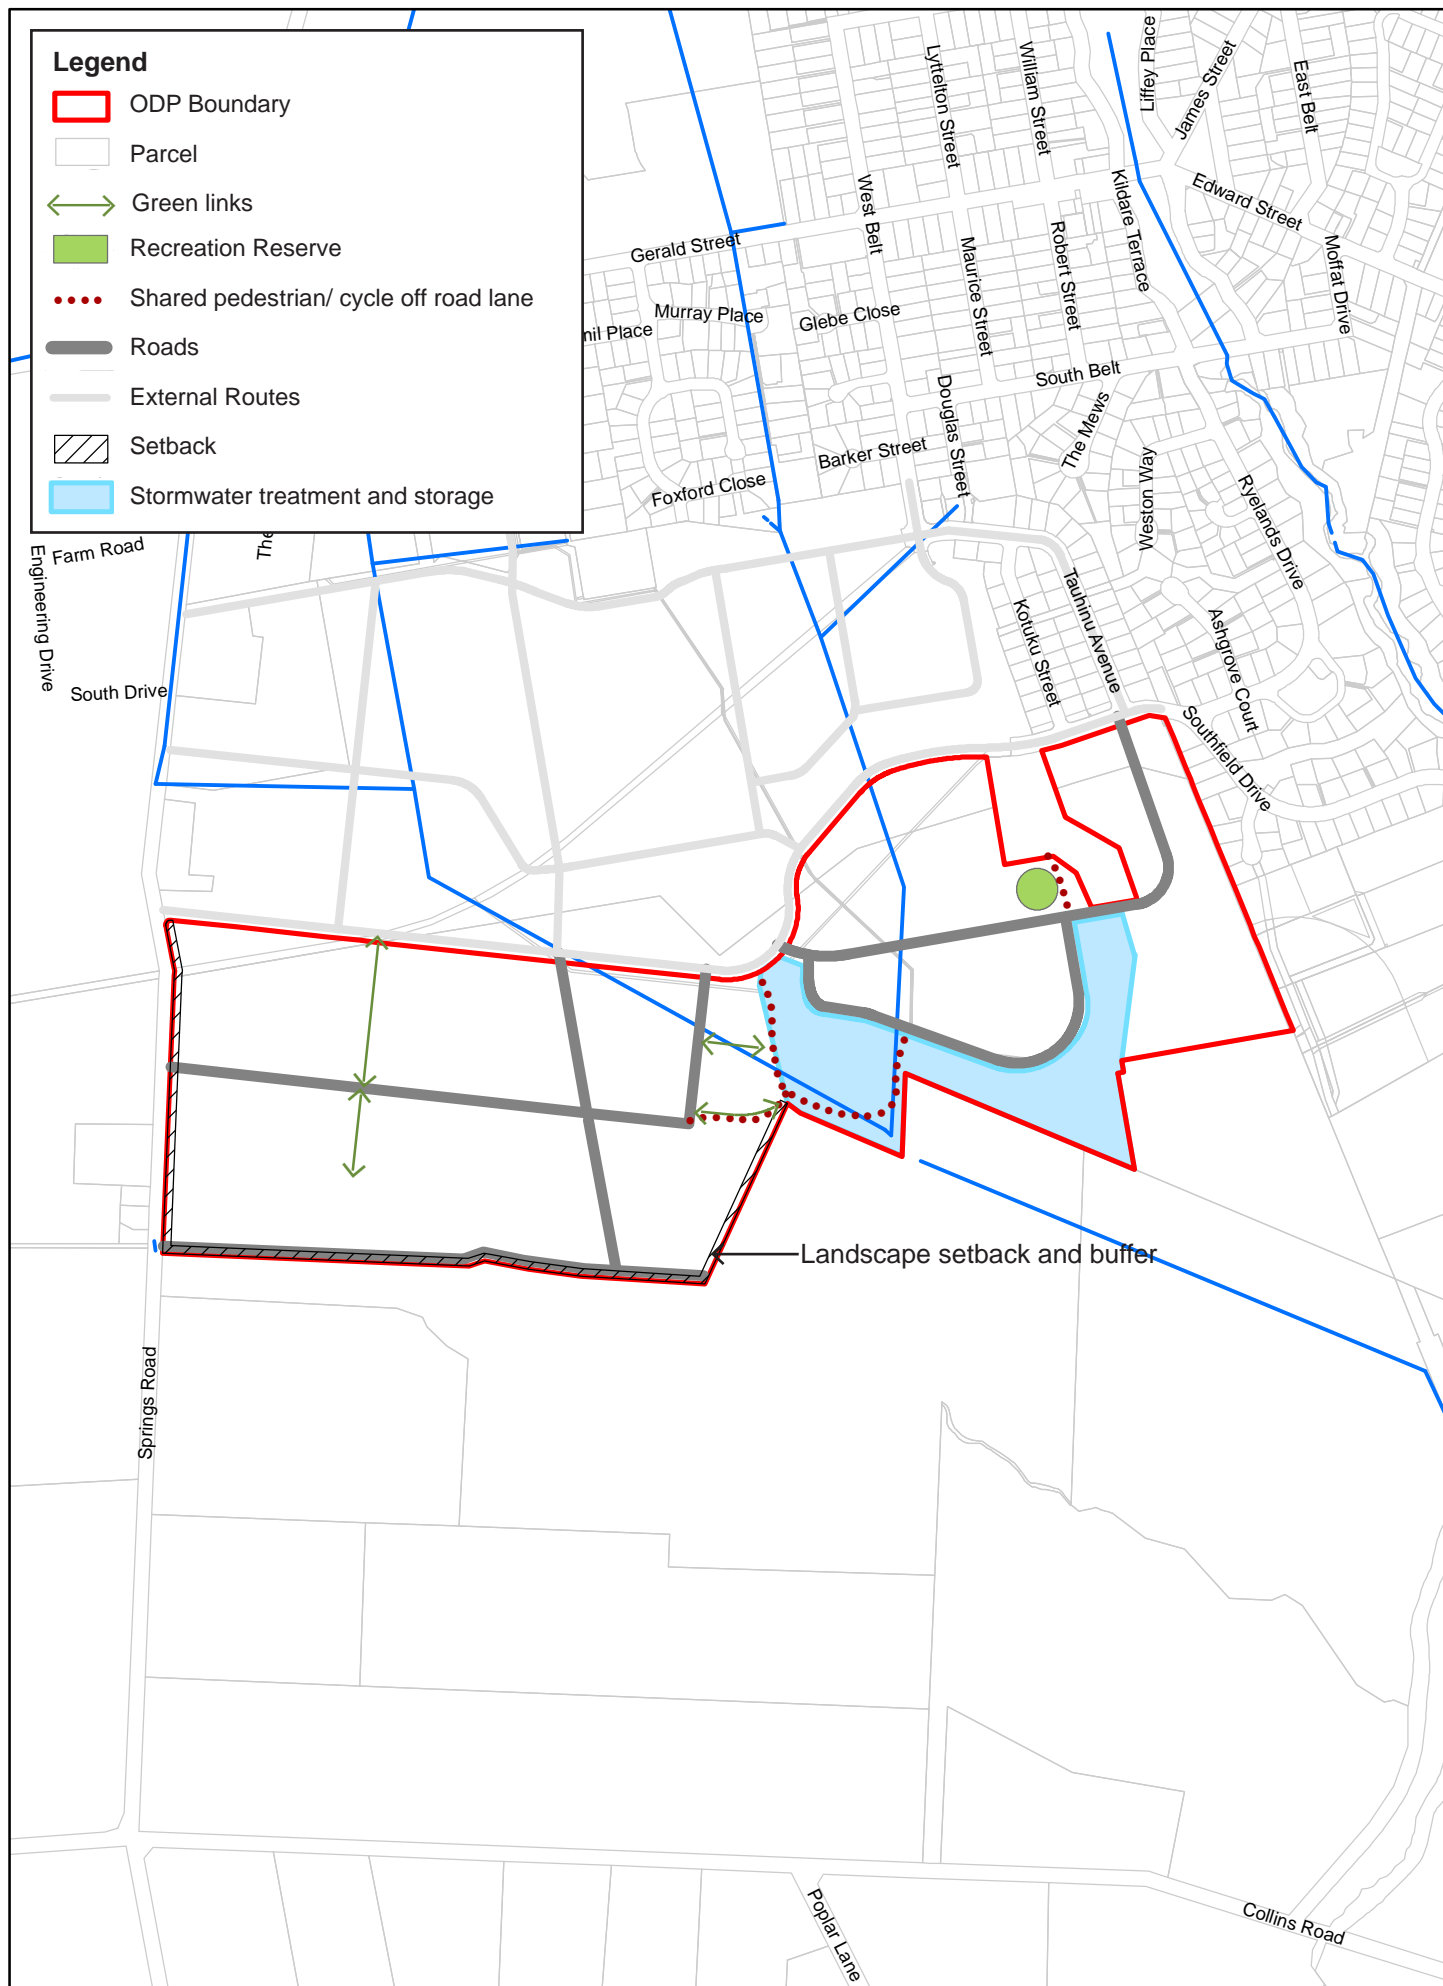 Legend
ODP Boundary
Parcel
Green links
Recreation Reserve
Shared pedestrian/ cycle off road lane
Roads
External Routes
Setback
Stormwater treatment and storage
Lyttelton Street
William Street
Liffey Place
James Street
East Belt
West Belt
Kildare Terrace
Edward Street
Gerald Street
Maurice Street
Robert Street
Moffat Drive
Murray Place
Glebe Close
nil Place
South Belt
Douglas Street
The Mews
Barker Street
Foxford Close
Weston Way
Ryelands Drive
Farm Road
The
Engineering Drive
South Drive
Kotuku Street
Tauhinu Avenue
Ashgrove Court
Southfield Drive
Landscape setback and buffer
Springs Road
Poplar Lane
Collins Road